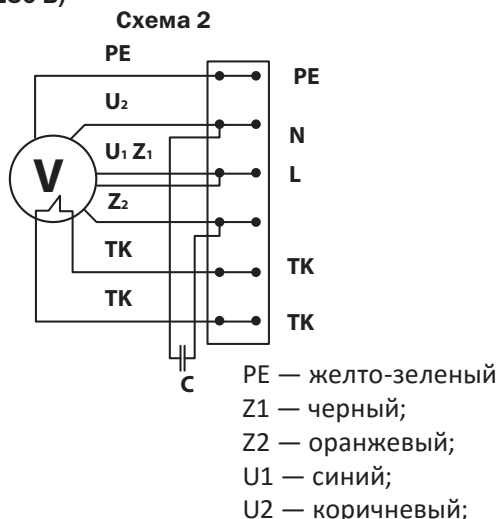 Схема 2
PE
PE
U2
N
U1 Z1
L
V
Z2
TK
TK
TK
TK
C
PE — желто-зеленый
Z1 — черный;
Z2 — оранжевый;
U1 — синий;
U2 — коричневый;